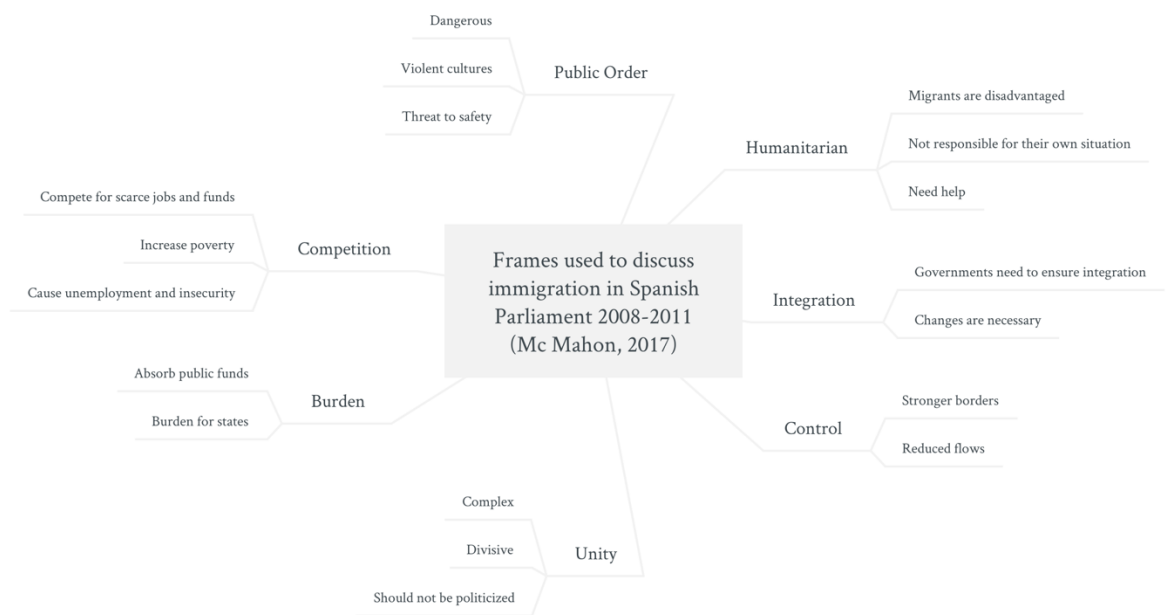 Frames used to discuss
immigration in Spanish
Parliament 2008-2011
(Mc Mahon, 2017)
Public Order
Dangerous
Violent cultures
Threat to safety
Humanitarian
Migrants are disadvantaged
Not responsible for their own situation
Need help
Competition
Compete for scarce jobs and funds
Increase poverty
Cause unemployment and insecurity
Integration
Governments need to ensure integration
Changes are necessary
Burden
Absorb public funds
Burden for states
Control
Stronger borders
Reduced flows
Unity
Complex
Divisive
Should not be politicized